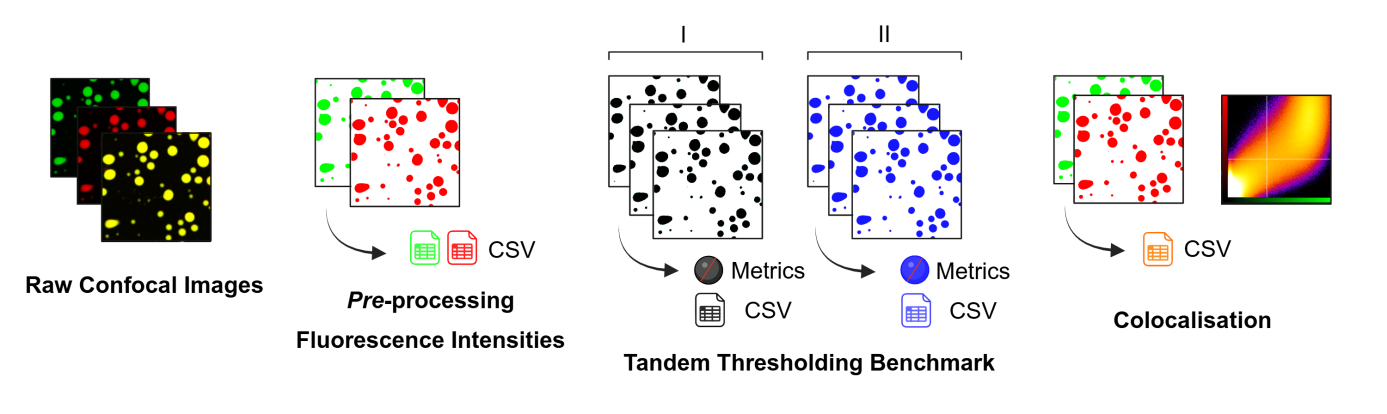 I
II
CSV
Metrics
Metrics
CSV
Raw Confocal Images
Pre-processing
CSV
CSV
Colocalisation
Fluorescence Intensities
Tandem Thresholding Benchmark